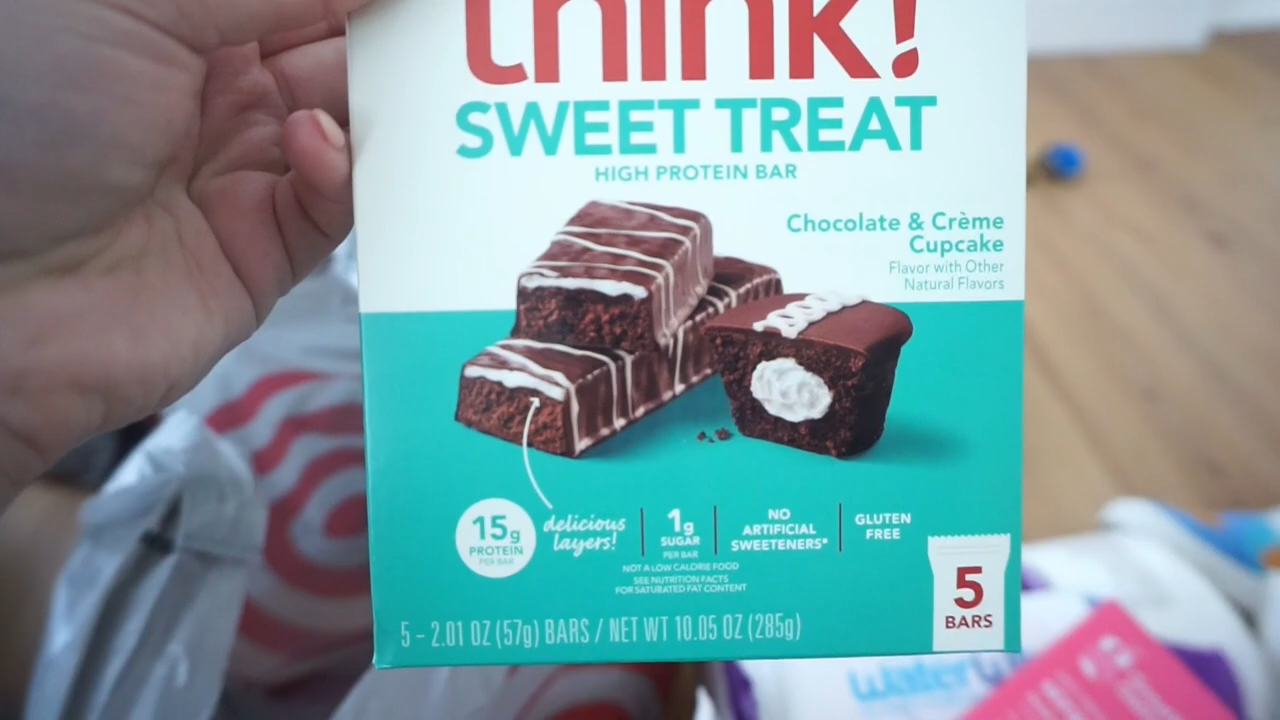 think!
SWEET TREAT
HIGH PROTEIN BAR
Chocolate & Crème
Cupcake
Flavor with Other
Natural Flavors
15g
PROTEIN
PER BAR
delicious
layers!
1g
SUGAR
PER BAR
NO
ARTIFICIAL
SWEETENERS*
GLUTEN
FREE
NOT A LOW CALORIE FOOD
SEE NUTRITION FACTS
FOR SATURATED FAT CONTENT
5
BARS
5 – 2.01 OZ (57g) BARS / NET WT 10.05 OZ (285g)